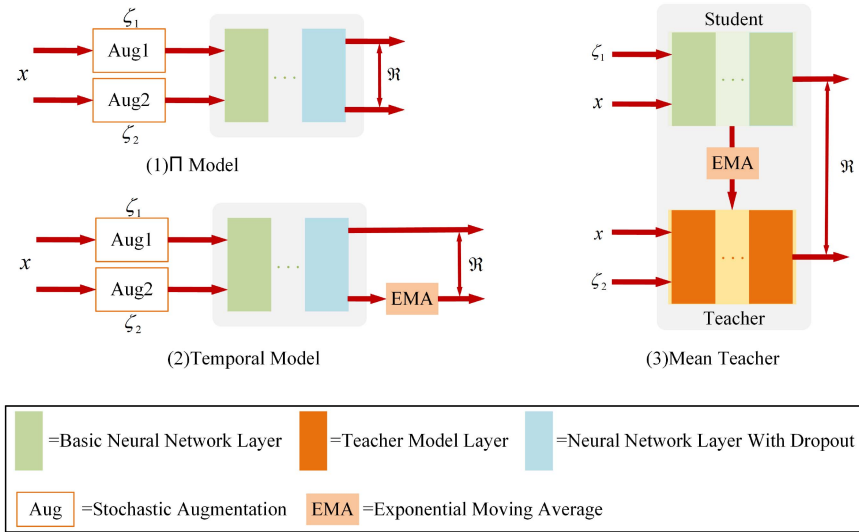 ζ1
Aug1
x
Aug2
ζ2
...
ℜ
(1)Π Model
ζ1
Aug1
x
Aug2
ζ2
...
EMA
ℜ
(2)Temporal Model
Student
ζ1
...
x
EMA
ℜ
x
...
ζ2
Teacher
(3)Mean Teacher
=Basic Neural Network Layer
=Teacher Model Layer
=Neural Network Layer With Dropout
Aug =Stochastic Augmentation
EMA =Exponential Moving Average